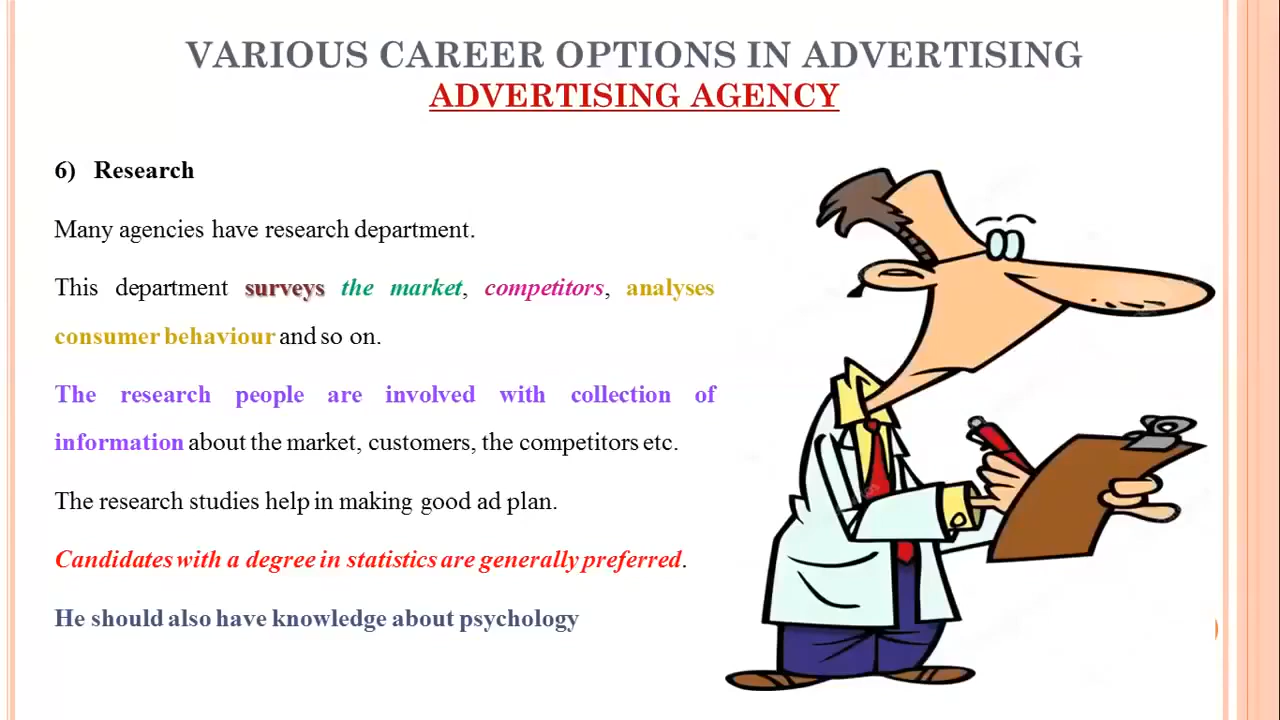 VARIOUS CAREER OPTIONS IN ADVERTISING
ADVERTISING AGENCY
6) Research
Many agencies have research department.
This department surveys the market, competitors, analyses
consumer behaviour and so on.
The research people are involved with collection of
information about the market, customers, the competitors etc.
The research studies help in making good ad plan.
Candidates with a degree in statistics are generally preferred.
He should also have knowledge about psychology